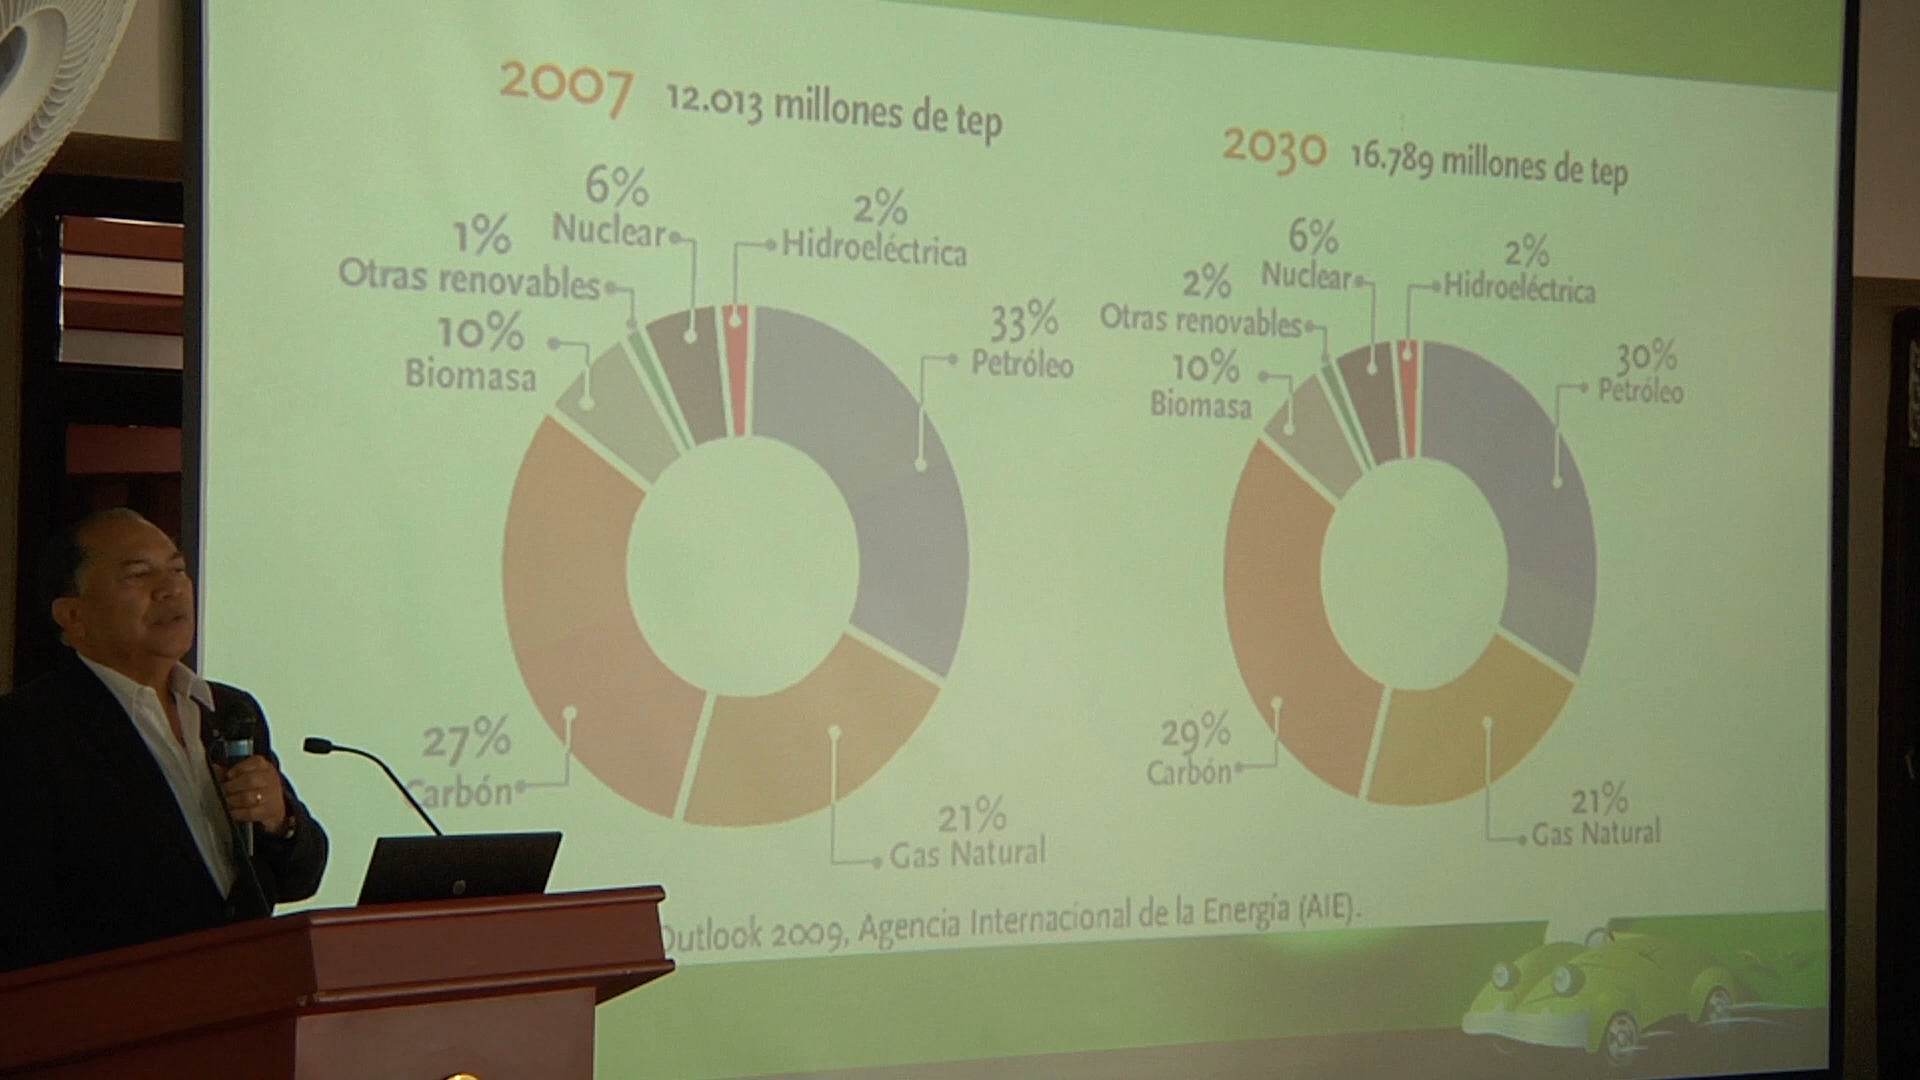 2007 12.013 millones de tep
6%
Nuclear
2%
Hidroeléctrica
1%
Otras renovables
10%
Biomasa
33%
Petróleo
27%
Carbón
21%
Gas Natural
2030 16.789 millones de tep
6%
Nuclear
2%
Hidroeléctrica
2%
Otras renovables
10%
Biomasa
30%
Petróleo
29%
Carbón
21%
Gas Natural
Outlook 2009, Agencia Internacional de la Energía (AIE).